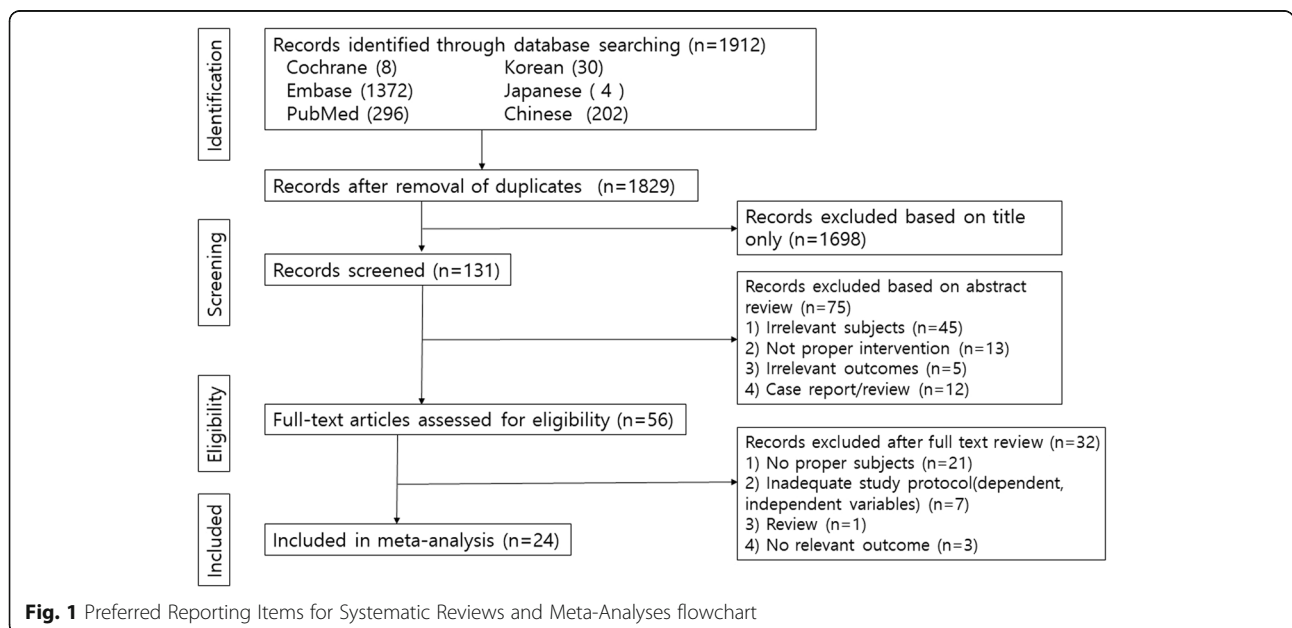 Identification
Records identified through database searching (n=1912)
Cochrane (8) Korean (30)
Embase (1372) Japanese ( 4 )
PubMed (296) Chinese (202)
Records after removal of duplicates (n=1829)
Screening
Records excluded based on title
only (n=1698)
Records screened (n=131)
Records excluded based on abstract
review (n=75)
1) Irrelevant subjects (n=45)
2) Not proper intervention (n=13)
3) Irrelevant outcomes (n=5)
4) Case report/review (n=12)
Eligibility
Full-text articles assessed for eligibility (n=56)
Records excluded after full text review (n=32)
1) No proper subjects (n=21)
2) Inadequate study protocol(dependent,
independent variables) (n=7)
3) Review (n=1)
4) No relevant outcome (n=3)
Included
Included in meta-analysis (n=24)
Fig. 1 Preferred Reporting Items for Systematic Reviews and Meta-Analyses flowchart